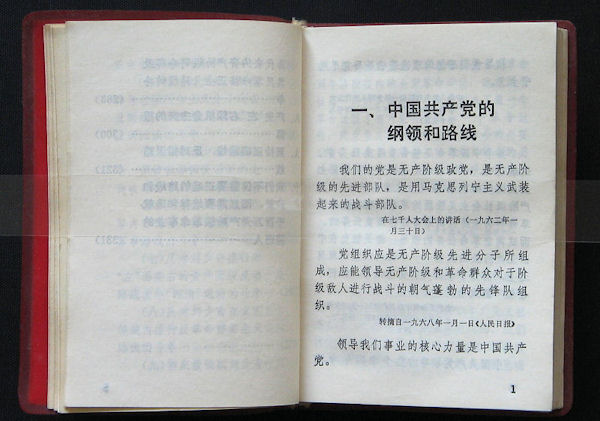 一、中国共产党的
纲领和路线
我们的党是无产阶级政党，是无产阶
级的先进部队，是用马克思列宁主义武装
起来的战斗部队。
在七千人大会上的讲话（一九六二年一
月三十日）
党组织应是无产阶级先进分子所组
成，应能领导无产阶级和革命群众对于阶
级敌人进行战斗的朝气蓬勃的先锋队组
织。
转摘自一九六八年一月一日《人民日报》
领导我们事业的核心力量是中国共产
党。
1